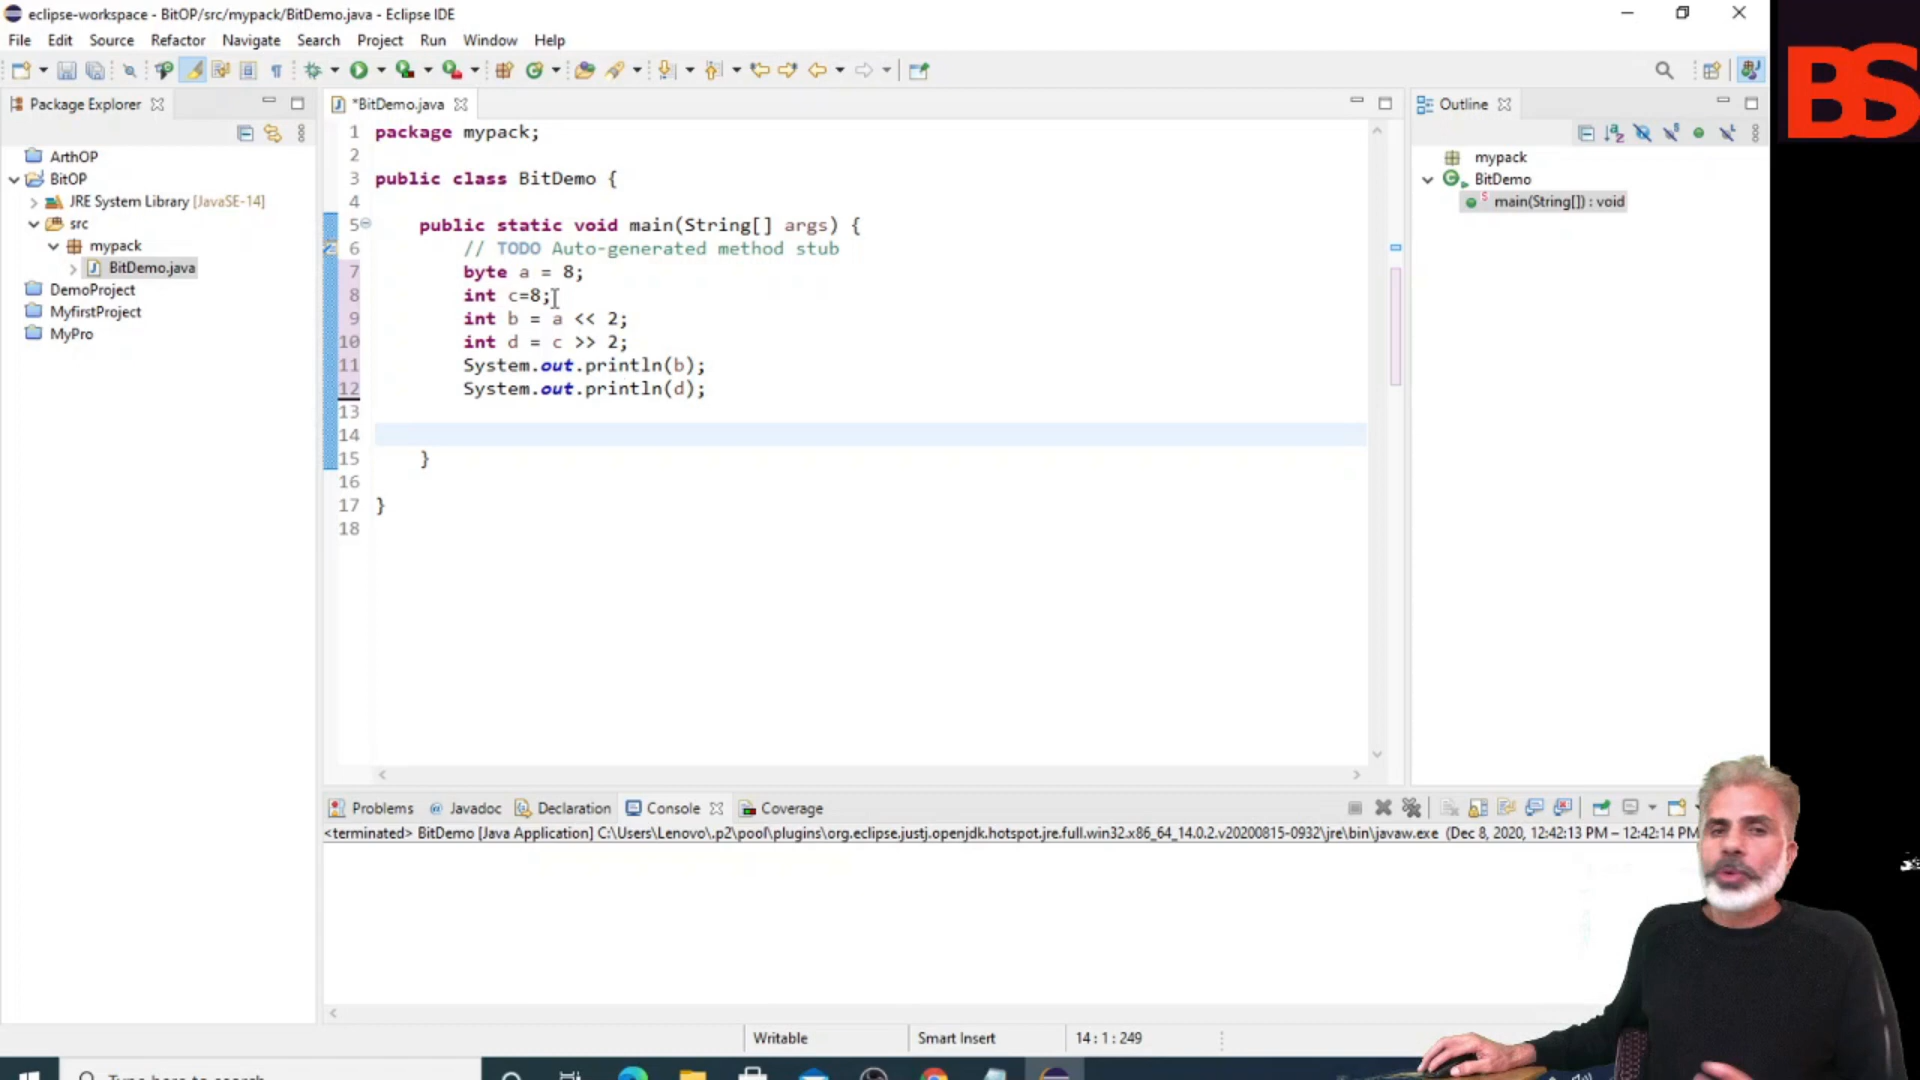 eclipse-workspace - BitOP/src/mypack/BitDemo.java - Eclipse IDE
File Edit Source Refactor Navigate Search Project Run Window Help
BS
Package Explorer
*BitDemo.java
Outline
ArthOP
BitOP
JRE System Library [JavaSE-14]
src
mypack
BitDemo.java
DemoProject
MyfirstProject
MyPro
1 package mypack;
2
3 public class BitDemo {
4
5 public static void main(String[] args) {
6 // TODO Auto-generated method stub
7 byte a = 8;
8 int c=8;
9 int b = a << 2;
10 int d = c >> 2;
11 System.out.println(b);
12 System.out.println(d);
13
14
15 }
16
17 }
18
mypack
BitDemo
main(String[]) : void
Problems @ Javadoc Declaration Console Coverage
<terminated> BitDemo [Java Application] C:\Users\Lenovo\.p2\pool\plugins\org.eclipse.justj.openjdk.hotspot.jre.full.win32.x86_64_14.0.2.v20200815-0932\jre\bin\javaw.exe (Dec 8, 2020, 12:42:13 PM – 12:42:14 PM
Writable Smart Insert 14 : 1 : 249
Type here to search